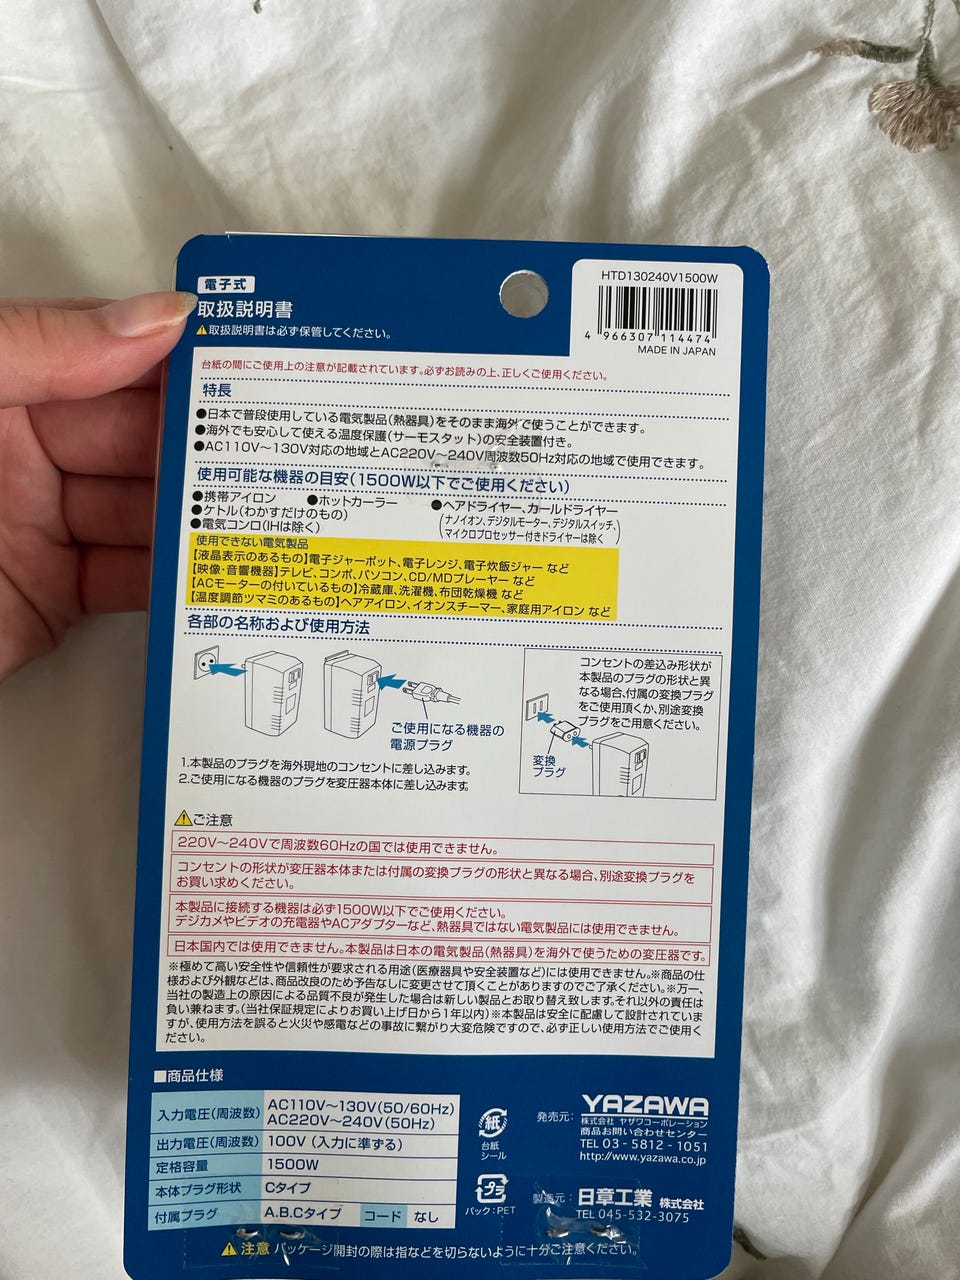 電子式
取扱説明書
⚠取扱説明書は必ず保管してください。
HTD130240V1500W
4 966307 114474
MADE IN JAPAN
台紙の間にご使用上の注意が記載されています。必ずお読みの上、正しくご使用ください。
特長
●日本で普段使用している電気製品(熱器具)をそのまま海外で使うことができます。
●海外でも安心して使える温度保護(サーモスタット)の安全装置付き。
●AC110V〜130V対応の地域とAC220V〜240V周波数50Hz対応の地域で使用できます。
使用可能な機器の目安(1500W以下でご使用ください)
●携帯アイロン ●ホットカーラー ●ヘアドライヤー、カールドライヤー
●ケトル(わかすだけのもの)
●電気コンロ(IHは除く)
(ナノイオン、デジタルモーター、デジタルスイッチ、
マイクロプロセッサー付きドライヤーは除く)
使用できない電気製品
【液晶表示のあるもの】電子ジャーポット、電子レンジ、電子炊飯ジャー など
【映像・音響機器】テレビ、コンポ、パソコン、CD/MDプレーヤー など
【ACモーターの付いているもの】冷蔵庫、洗濯機、布団乾燥機 など
【温度調節ツマミのあるもの】ヘアアイロン、イオンスチーマー、家庭用アイロン など
各部の名称および使用方法
ご使用になる機器の
電源プラグ
コンセントの差込み形状が
本製品のプラグの形状と異
なる場合、付属の変換プラグ
をご使用頂くか、別途変換
プラグをご用意ください。
変換
プラグ
1.本製品のプラグを海外現地のコンセントに差し込みます。
2.ご使用になる機器のプラグを変圧器本体に差し込みます。
⚠ご注意
220V〜240Vで周波数60Hzの国では使用できません。
コンセントの形状が変圧器本体または付属の変換プラグの形状と異なる場合、別途変換プラグを
お買い求めください。
本製品に接続する機器は必ず1500W以下でご使用ください。
デジカメやビデオの充電器やACアダプターなど、熱器具ではない電気製品には使用できません。
日本国内では使用できません。本製品は日本の電気製品(熱器具)を海外で使うための変圧器です。
※極めて高い安全性や信頼性が要求される用途(医療器具や安全装置など)には使用できません。※商品の仕
様および外観などは、商品改良のため予告なしに変更させて頂くことがありますのでご了承ください。※万一、
当社の製造上の原因による品質不良が発生した場合は新しい製品とお取り替え致します。それ以外の責任は
負い兼ねます。(当社保証規定によりお買い上げ日から1年以内)※本製品は安全に配慮して設計されていま
すが、使用方法を誤ると火災や感電などの事故に繋がり大変危険ですので、必ず正しい使用方法でご使用く
ださい。
■商品仕様
入力電圧(周波数) AC110V〜130V(50/60Hz)
AC220V〜240V(50Hz)
出力電圧(周波数) 100V (入力に準ずる)
定格容量 1500W
本体プラグ形状 Cタイプ
付属プラグ A.B.Cタイプ コード なし
紙
台紙
シール
プラ
パック:PET
発売元: YAZAWA
株式会社 ヤザワコーポレーション
商品お問い合わせセンター
TEL 03-5812-1051
http://www.yazawa.co.jp
製造元: 日章工業 株式会社
TEL 045-532-3075
⚠注意 パッケージ開封の際は指などを切らないように十分ご注意ください。